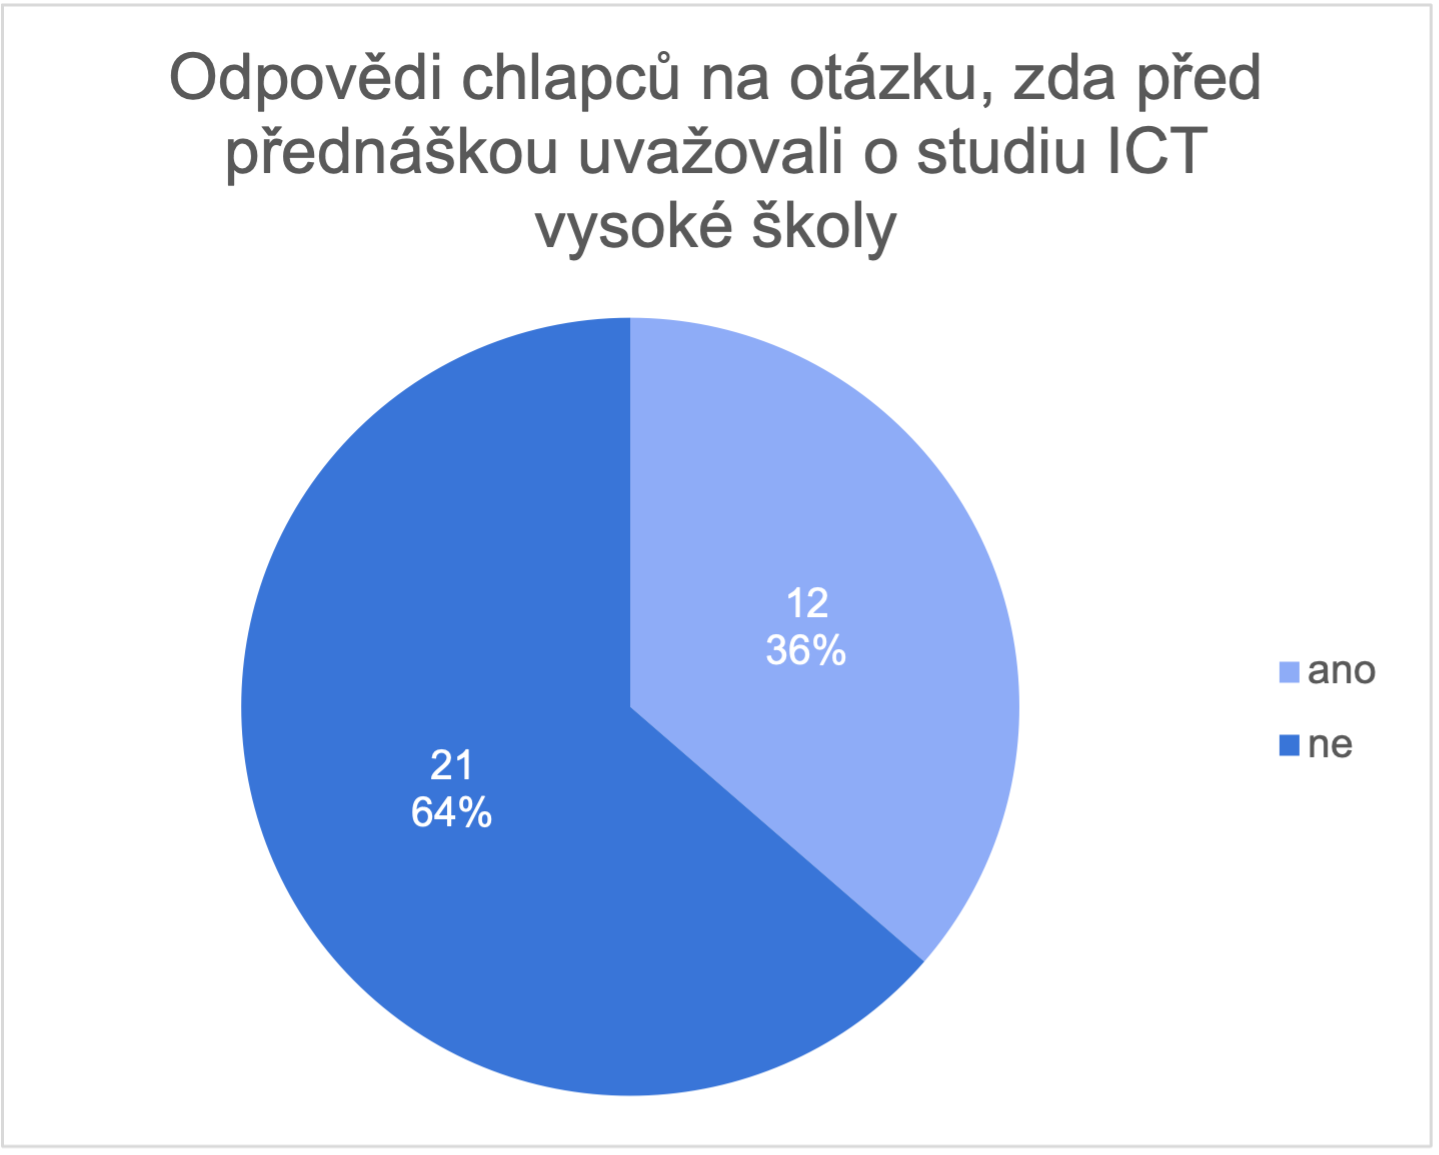 Odpovědi chlapců na otázku, zda před
přednáškou uvažovali o studiu ICT
vysoké školy
12
36%
21
64%
ano
ne